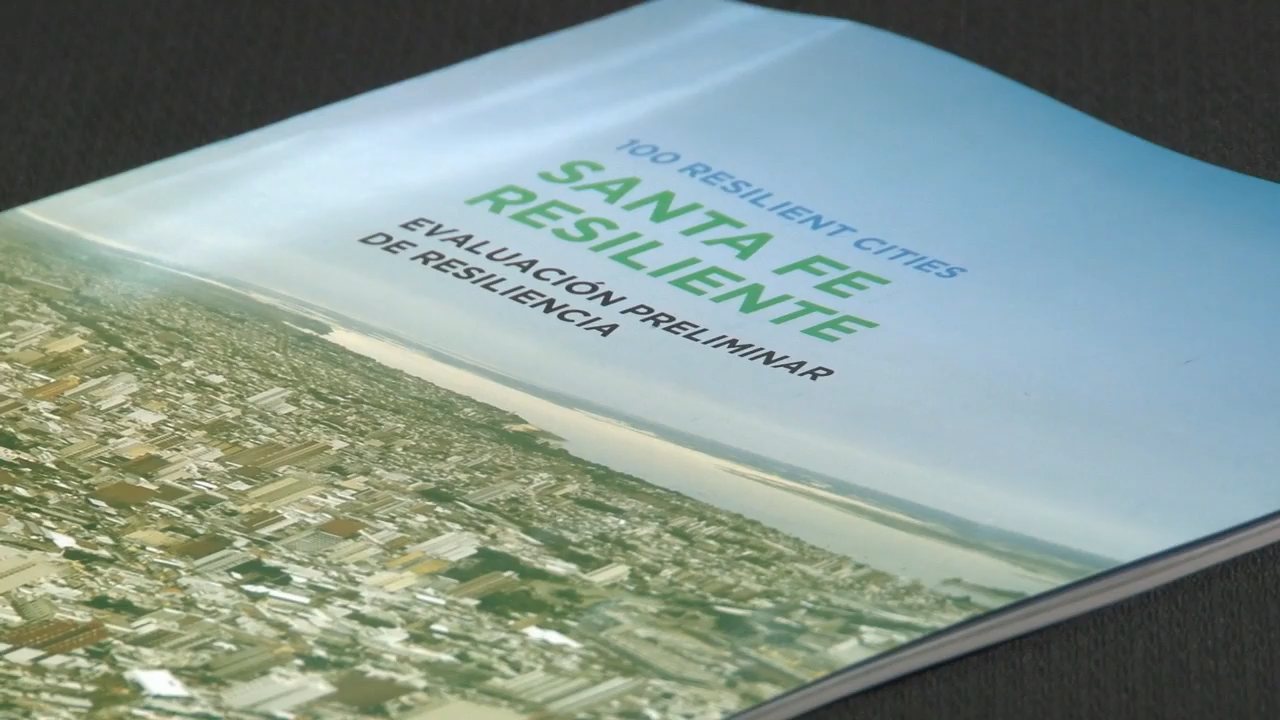 100 RESILIENT CITIES
SANTA FE
RESILIENTE
EVALUACIÓN PRELIMINAR
DE RESILIENCIA